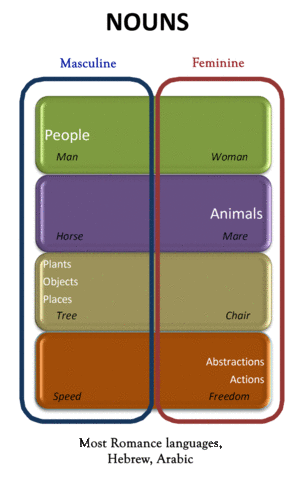 NOUNS
Masculine Feminine
People
Man Woman
Animals
Horse Mare
Plants
Objects
Places
Tree Chair
Abstractions
Actions
Speed Freedom
Most Romance languages,
Hebrew, Arabic